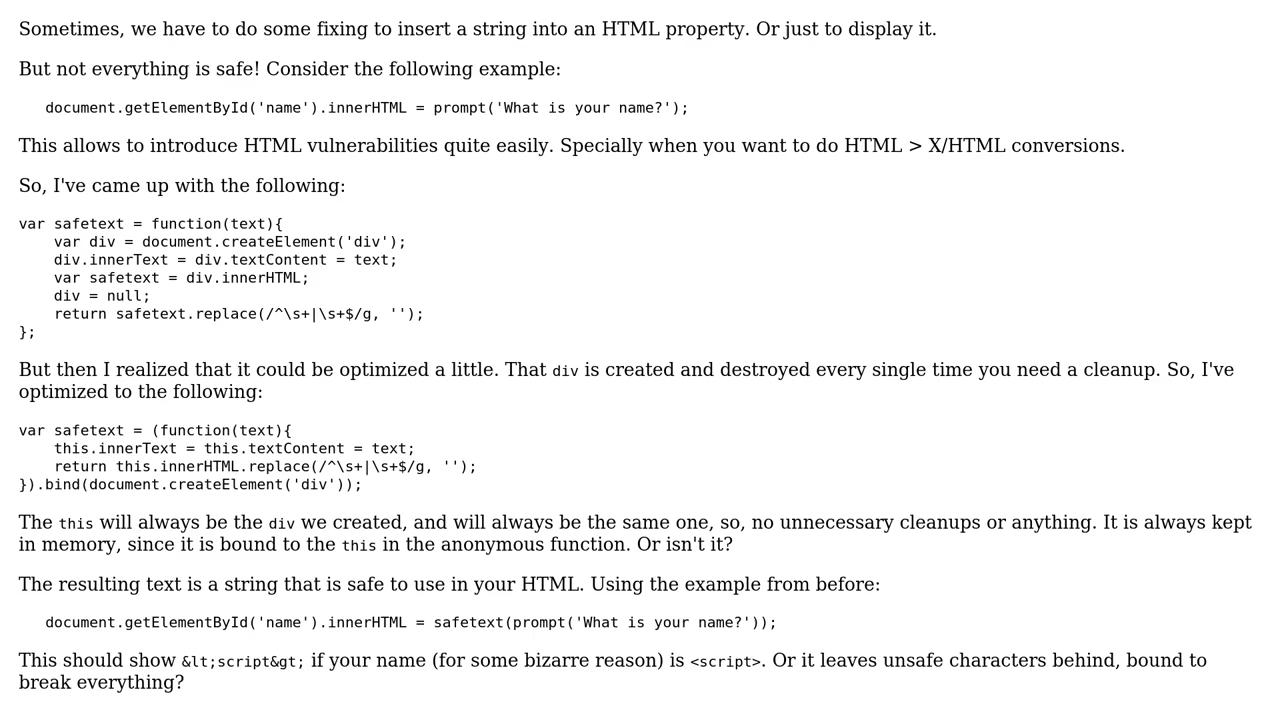 Sometimes, we have to do some fixing to insert a string into an HTML property. Or just to display it.
But not everything is safe! Consider the following example:
document.getElementById('name').innerHTML = prompt('What is your name?');
This allows to introduce HTML vulnerabilities quite easily. Specially when you want to do HTML > X/HTML conversions.
So, I've came up with the following:
var safetext = function(text){
    var div = document.createElement('div');
    div.innerText = div.textContent = text;
    var safetext = div.innerHTML;
    div = null;
    return safetext.replace(/^\s+|\s+$/g, '');
};
But then I realized that it could be optimized a little. That div is created and destroyed every single time you need a cleanup. So, I've
optimized to the following:
var safetext = (function(text){
    this.innerText = this.textContent = text;
    return this.innerHTML.replace(/^\s+|\s+$/g, '');
}).bind(document.createElement('div'));
The this will always be the div we created, and will always be the same one, so, no unnecessary cleanups or anything. It is always kept
in memory, since it is bound to the this in the anonymous function. Or isn't it?
The resulting text is a string that is safe to use in your HTML. Using the example from before:
document.getElementById('name').innerHTML = safetext(prompt('What is your name?'));
This should show &lt;script&gt; if your name (for some bizarre reason) is <script>. Or it leaves unsafe characters behind, bound to
break everything?